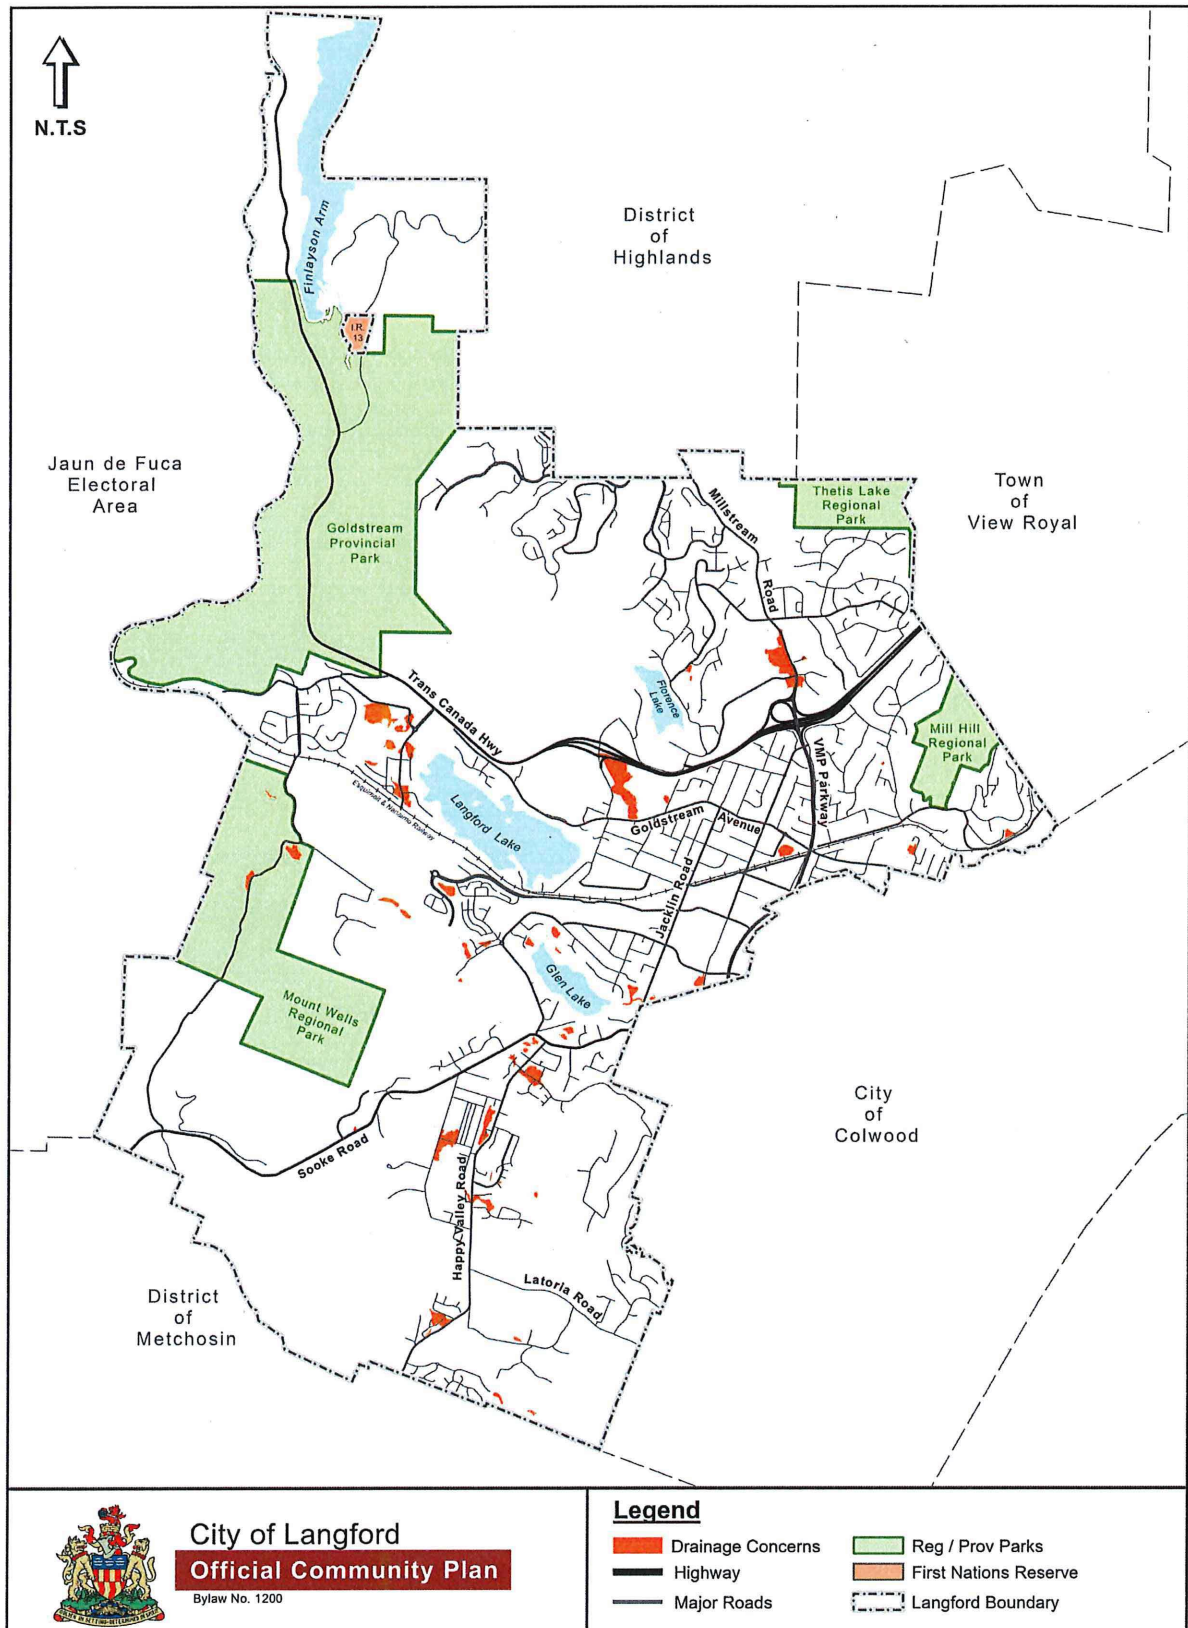 N.T.S
Finlayson Arm
District
of
Highlands
I.R.
13
Jaun de Fuca
Electoral
Area
Goldstream
Provincial
Park
Millstream
Road
Thetis Lake
Regional
Park
Town
of
View Royal
Trans Canada Hwy
Florence
Lake
Mill Hill
Regional
Park
VMP Parkway
Langford Lake
Esquimalt & Nanaimo Railway
Goldstream
Avenue
Jacklin Road
Glen Lake
Mount Wells
Regional
Park
Sooke Road
Happy Valley Road
City
of
Colwood
Latoria Road
District
of
Metchosin
City of Langford
Official Community Plan
Bylaw No. 1200
Legend
Drainage Concerns
Highway
Major Roads
Reg / Prov Parks
First Nations Reserve
Langford Boundary